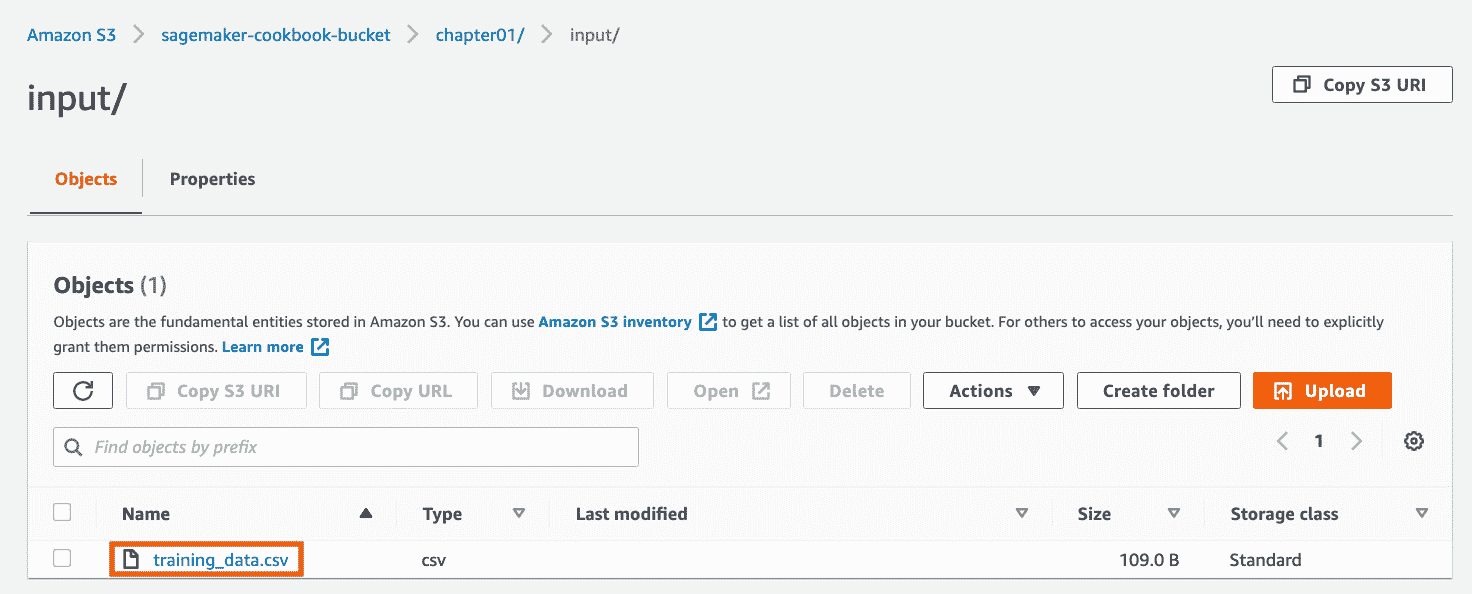 Amazon S3 > sagemaker-cookbook-bucket > chapter01/ > input/
input/
Copy S3 URI
Objects Properties
Objects (1)
Objects are the fundamental entities stored in Amazon S3. You can use Amazon S3 inventory to get a list of all objects in your bucket. For others to access your objects, you'll need to explicitly
grant them permissions. Learn more
Copy S3 URI Copy URL Download Open Delete Actions Create folder Upload
Find objects by prefix
1
Name Type Last modified Size Storage class
training_data.csv csv 109.0 B Standard